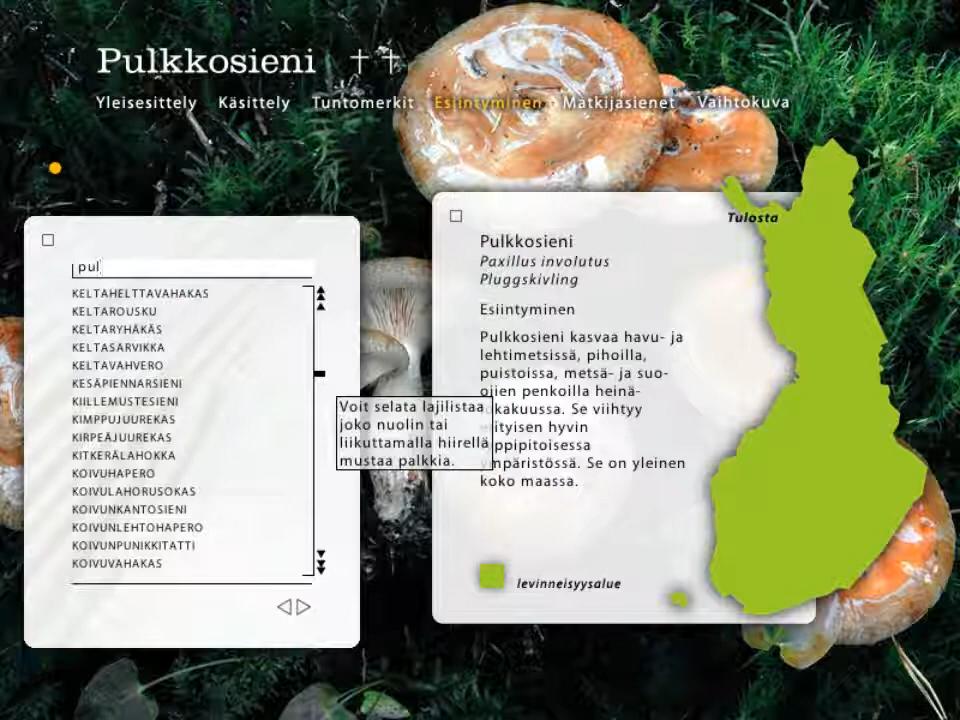 Pulkkosieni ††
Yleisesittely Käsittely Tuntomerkit Esiintyminen Matkijasienet Vaihtokuva
pul
KELTAHELTTAVAHAKAS
KELTAROUSKU
KELTARYHÄKÄS
KELTASARVIKKA
KELTAVAHVERO
KESÄPIENNARSIENI
KIILLEMUSTESIENI
KIMPPUJUUREKAS
KIRPEÄJUUREKAS
KITKERÄLAHOKKA
KOIVUHAPERO
KOIVULAHORUSOKAS
KOIVUNKANTOSIENI
KOIVUNLEHTOHAPERO
KOIVUNPUNIKKITATTI
KOIVUVAHAKAS
Voit selata lajilistaa
joko nuolin tai
liikuttamalla hiirellä
mustaa palkkia.
Tulosta
Pulkkosieni
Paxillus involutus
Pluggskivling
Esiintyminen
Pulkkosieni kasvaa havu- ja
lehtimetsissä, pihoilla,
puistoissa, metsä- ja suo-
ojien penkoilla heinä-
okakuussa. Se viihtyy
ityisen hyvin
ppipitoisessa
ympäristössä. Se on yleinen
koko maassa.
levinneisyysalue